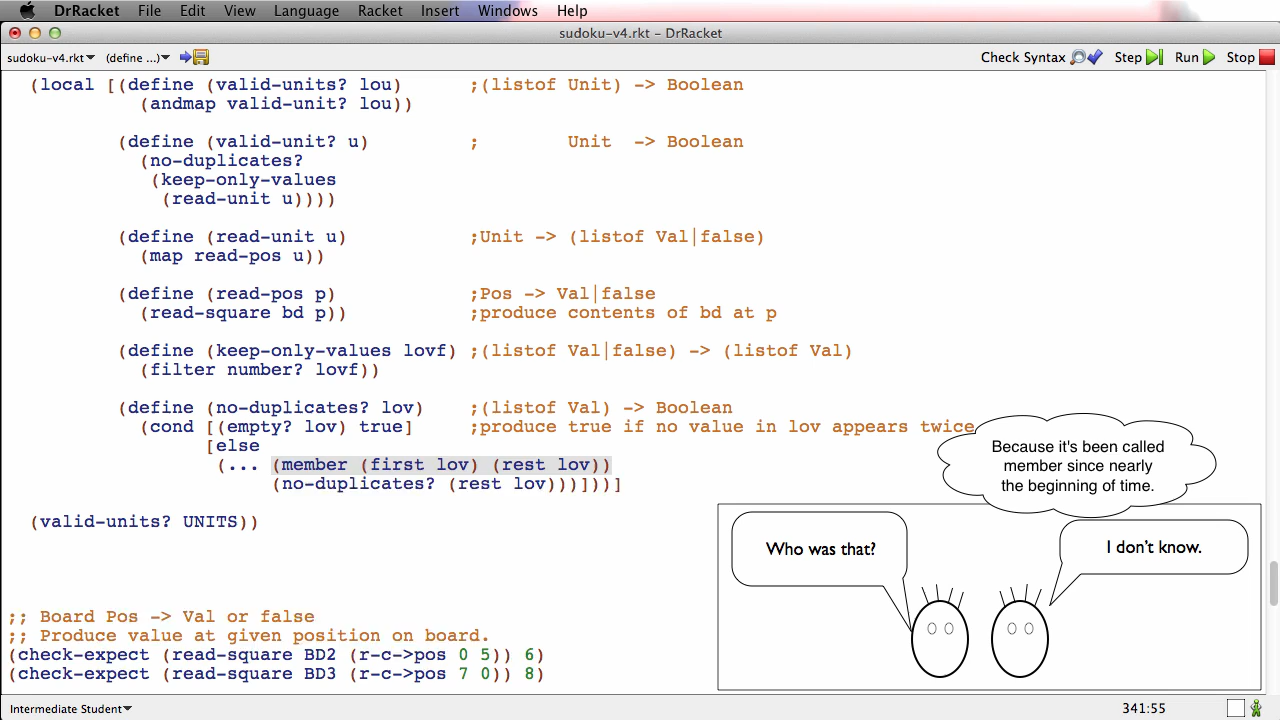 DrRacket File Edit View Language Racket Insert Windows Help
sudoku-v4.rkt – DrRacket
sudoku-v4.rkt▾ (define ...)▾ Check Syntax Step Run Stop
(local [(define (valid-units? lou) ;(listof Unit) -> Boolean
(andmap valid-unit? lou))
(define (valid-unit? u) ; Unit -> Boolean
(no-duplicates?
(keep-only-values
(read-unit u))))
(define (read-unit u) ;Unit -> (listof Val|false)
(map read-pos u))
(define (read-pos p) ;Pos -> Val|false
(read-square bd p)) ;produce contents of bd at p
(define (keep-only-values lovf) ;(listof Val|false) -> (listof Val)
(filter number? lovf))
(define (no-duplicates? lov) ;(listof Val) -> Boolean
(cond [(empty? lov) true] ;produce true if no value in lov appears twice
[else
(... (member (first lov) (rest lov))
(no-duplicates? (rest lov)))]))]
(valid-units? UNITS))
Because it's been called
member since nearly
the beginning of time.
Who was that?
I don't know.
;; Board Pos -> Val or false
;; Produce value at given position on board.
(check-expect (read-square BD2 (r-c->pos 0 5)) 6)
(check-expect (read-square BD3 (r-c->pos 7 0)) 8)
Intermediate Student▾ 341:55